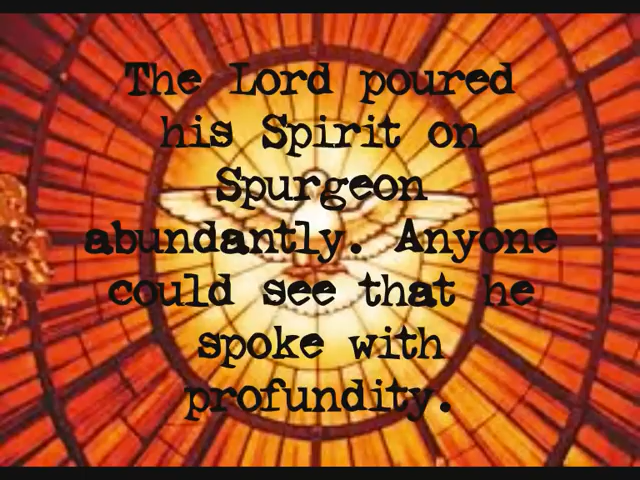 The Lord poured
his Spirit on
Spurgeon
abundantly. Anyone
could see that he
spoke with
profundity.